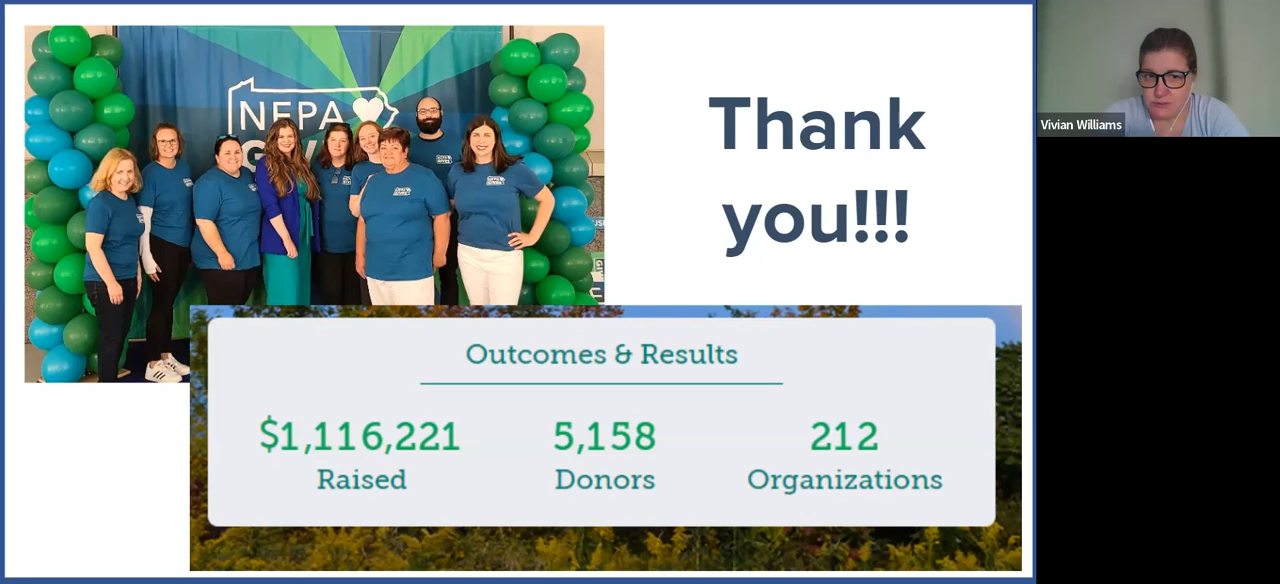 NEPA
Thank
you!!!
Vivian Williams
Outcomes & Results
$1,116,221
Raised
5,158
Donors
212
Organizations